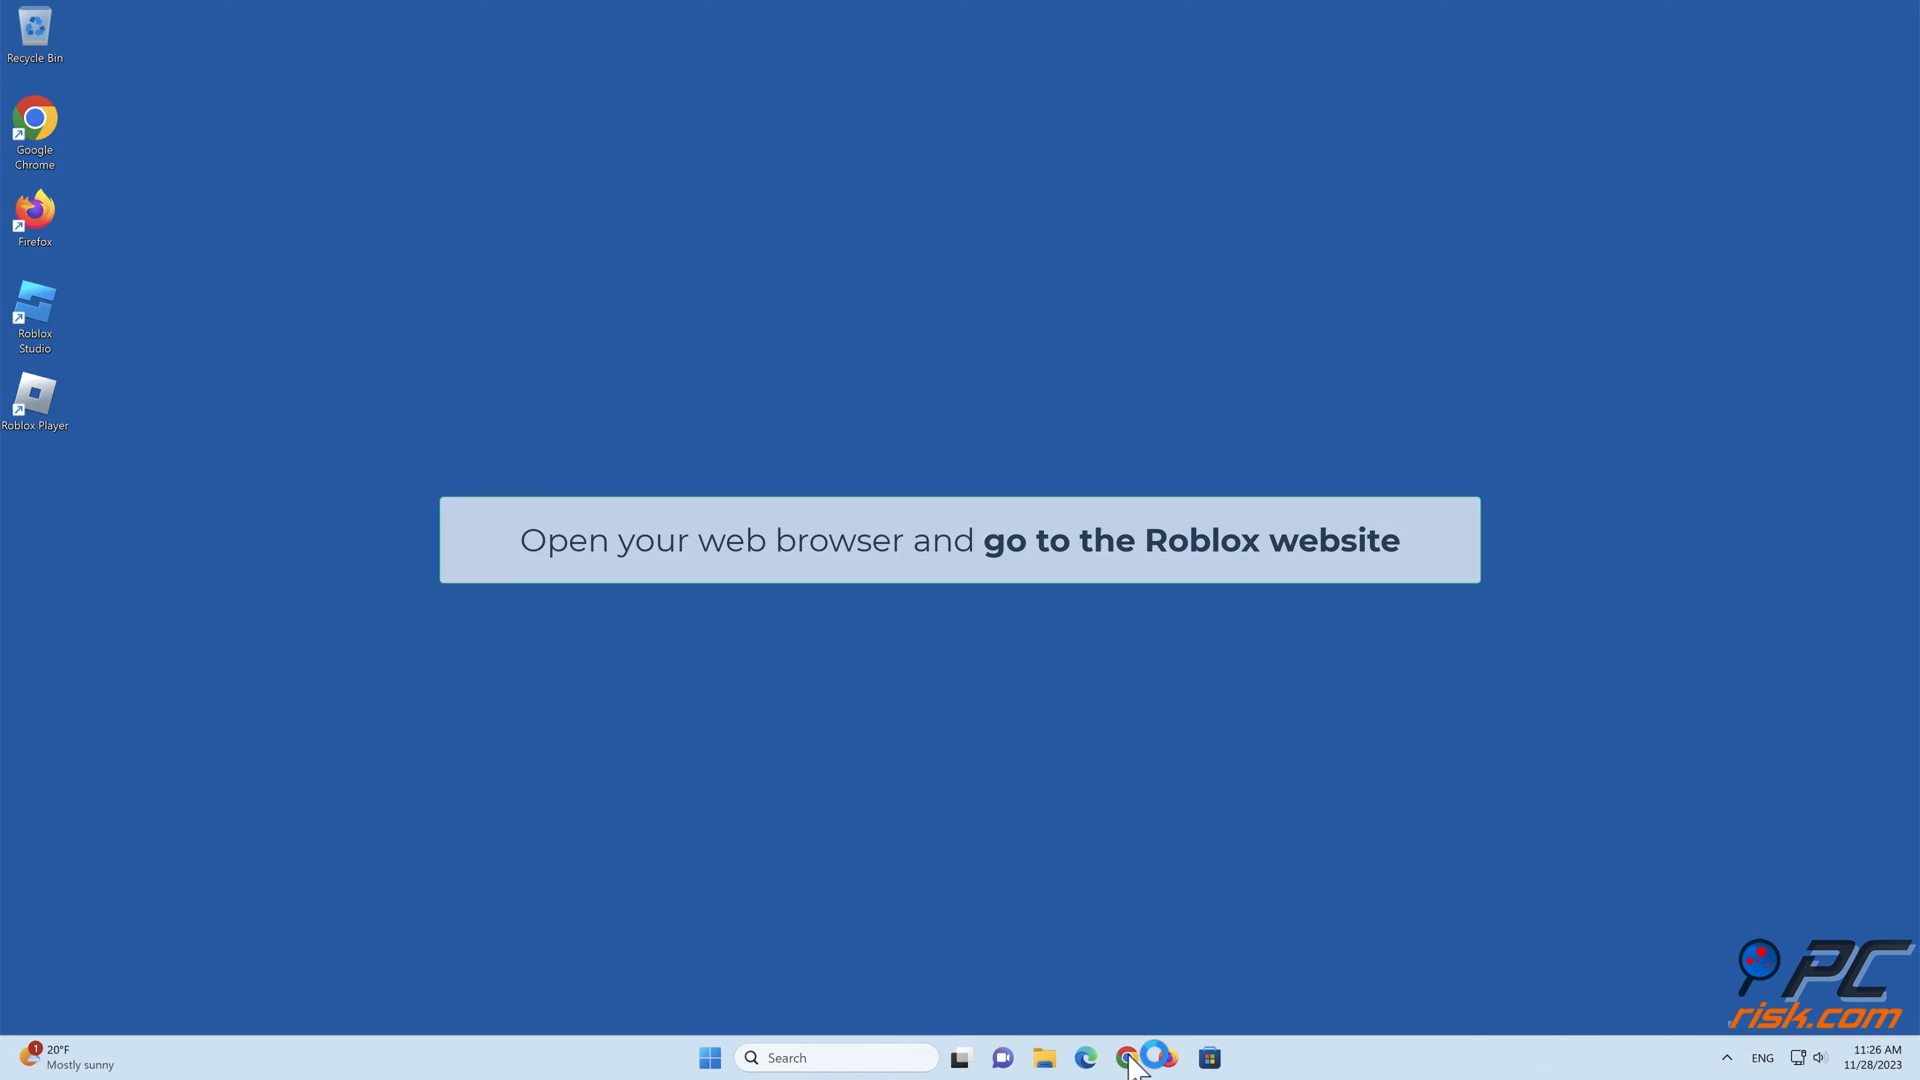 Recycle Bin
Google
Chrome
Firefox
Roblox
Studio
Roblox Player
Open your web browser and go to the Roblox website
PC
risk.com
1
20°F
Mostly sunny
Search
ENG
11:26 AM
11/28/2023